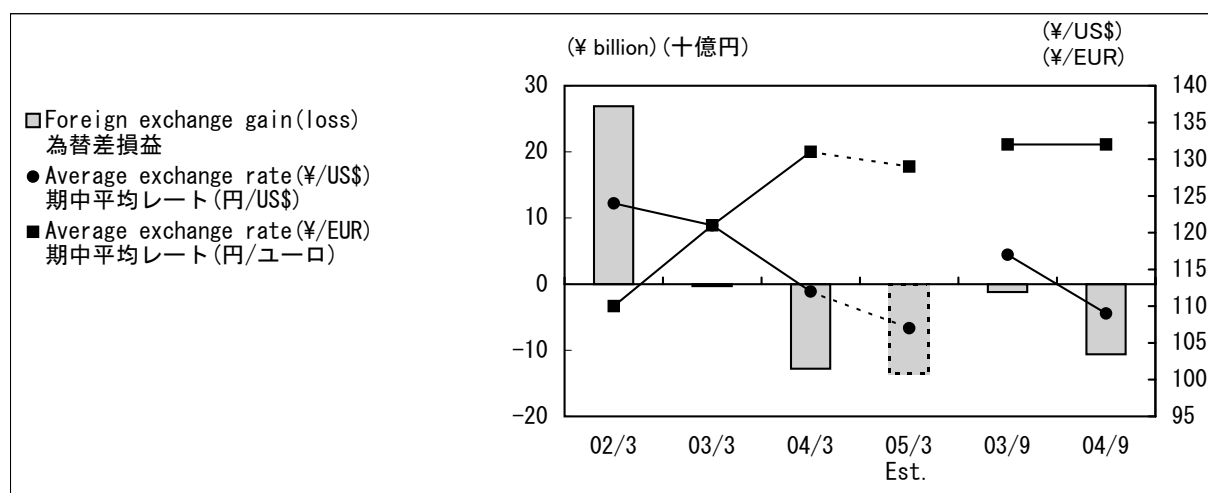 (¥ billion)(十億円)
(¥/US$)
(¥/EUR)
Foreign exchange gain(loss)
為替差損益
Average exchange rate(¥/US$)
期中平均レート(円/US$)
Average exchange rate(¥/EUR)
期中平均レート(円/ユーロ)
30
20
10
0
-10
-20
140
135
130
125
120
115
110
105
100
95
02/3 03/3 04/3 05/3 03/9 04/9
Est.